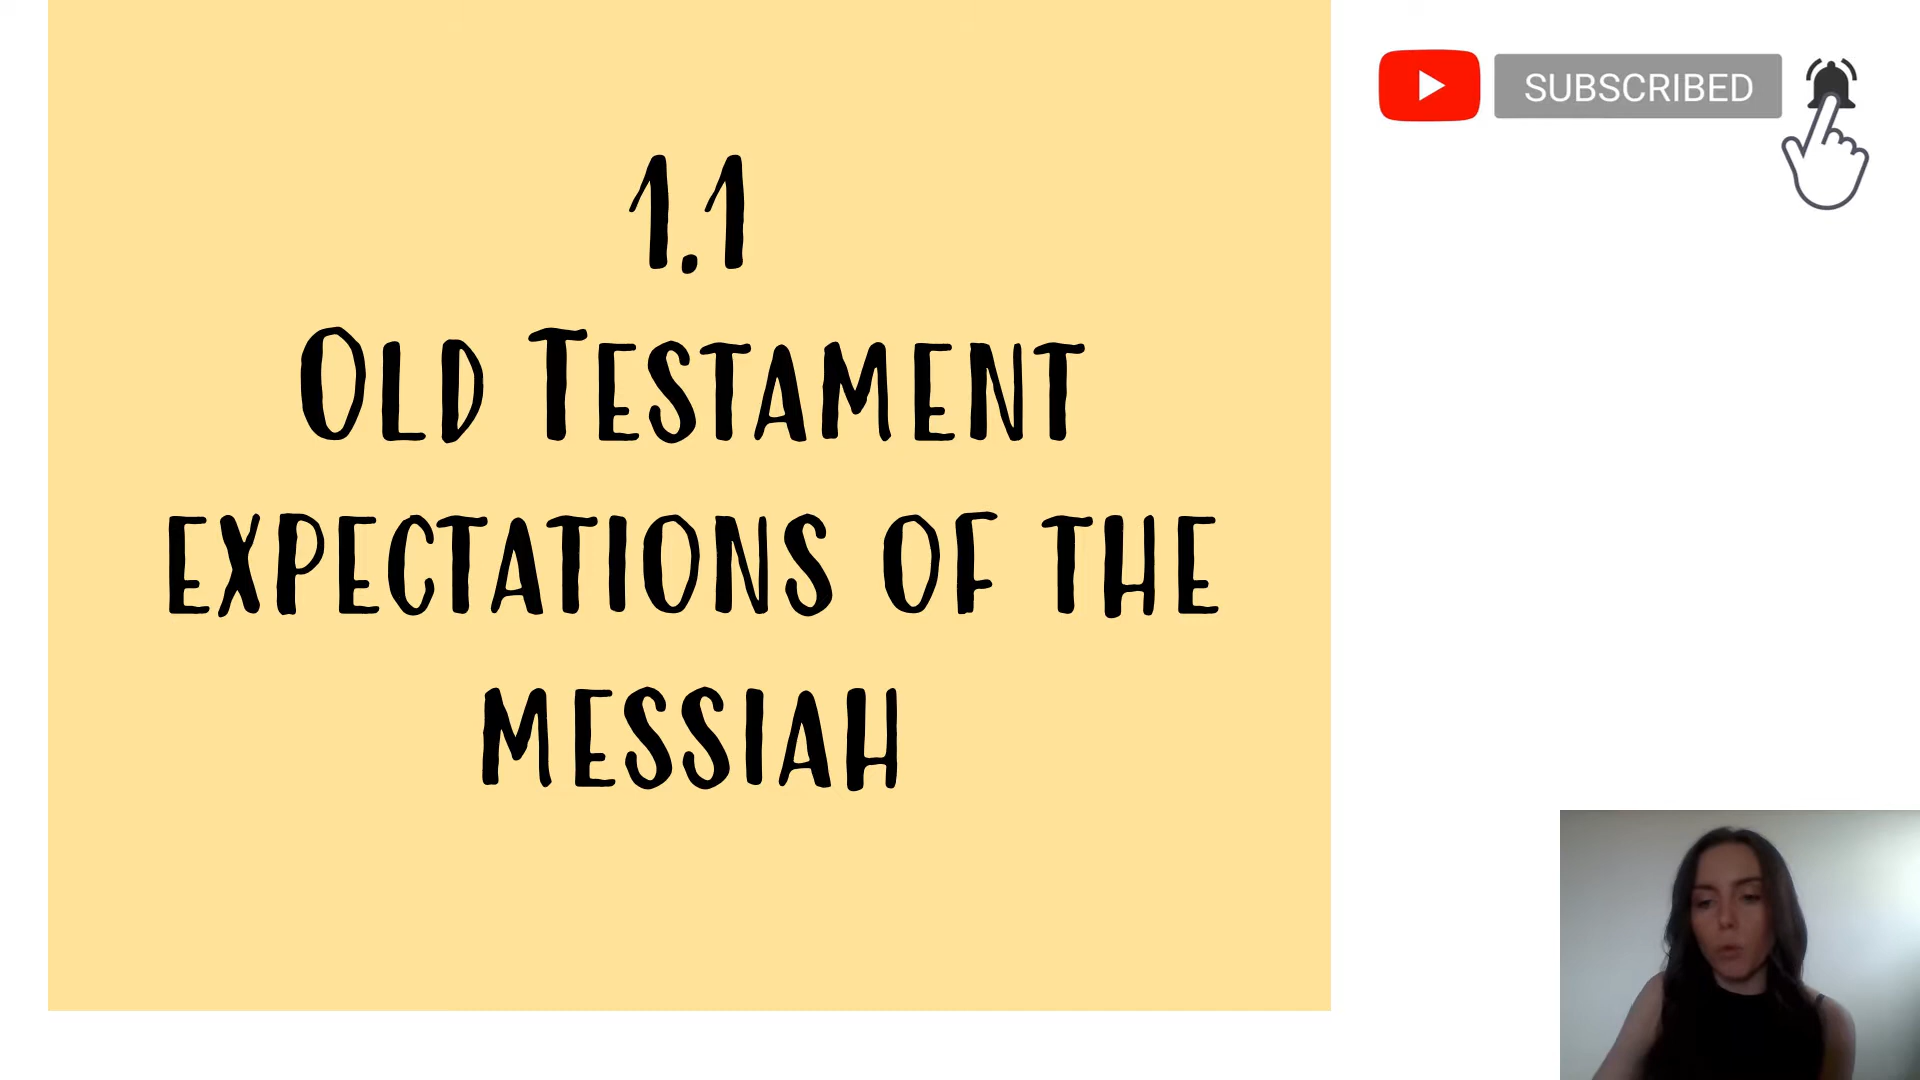 1.1
Old Testament
expectations of the
messiah
SUBSCRIBED